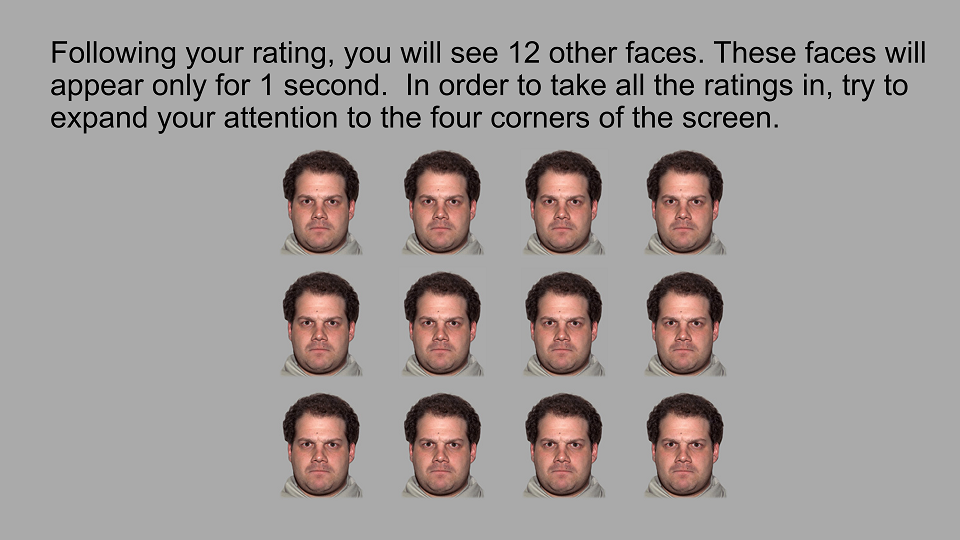 Following your rating, you will see 12 other faces. These faces will
appear only for 1 second.  In order to take all the ratings in, try to
expand your attention to the four corners of the screen.